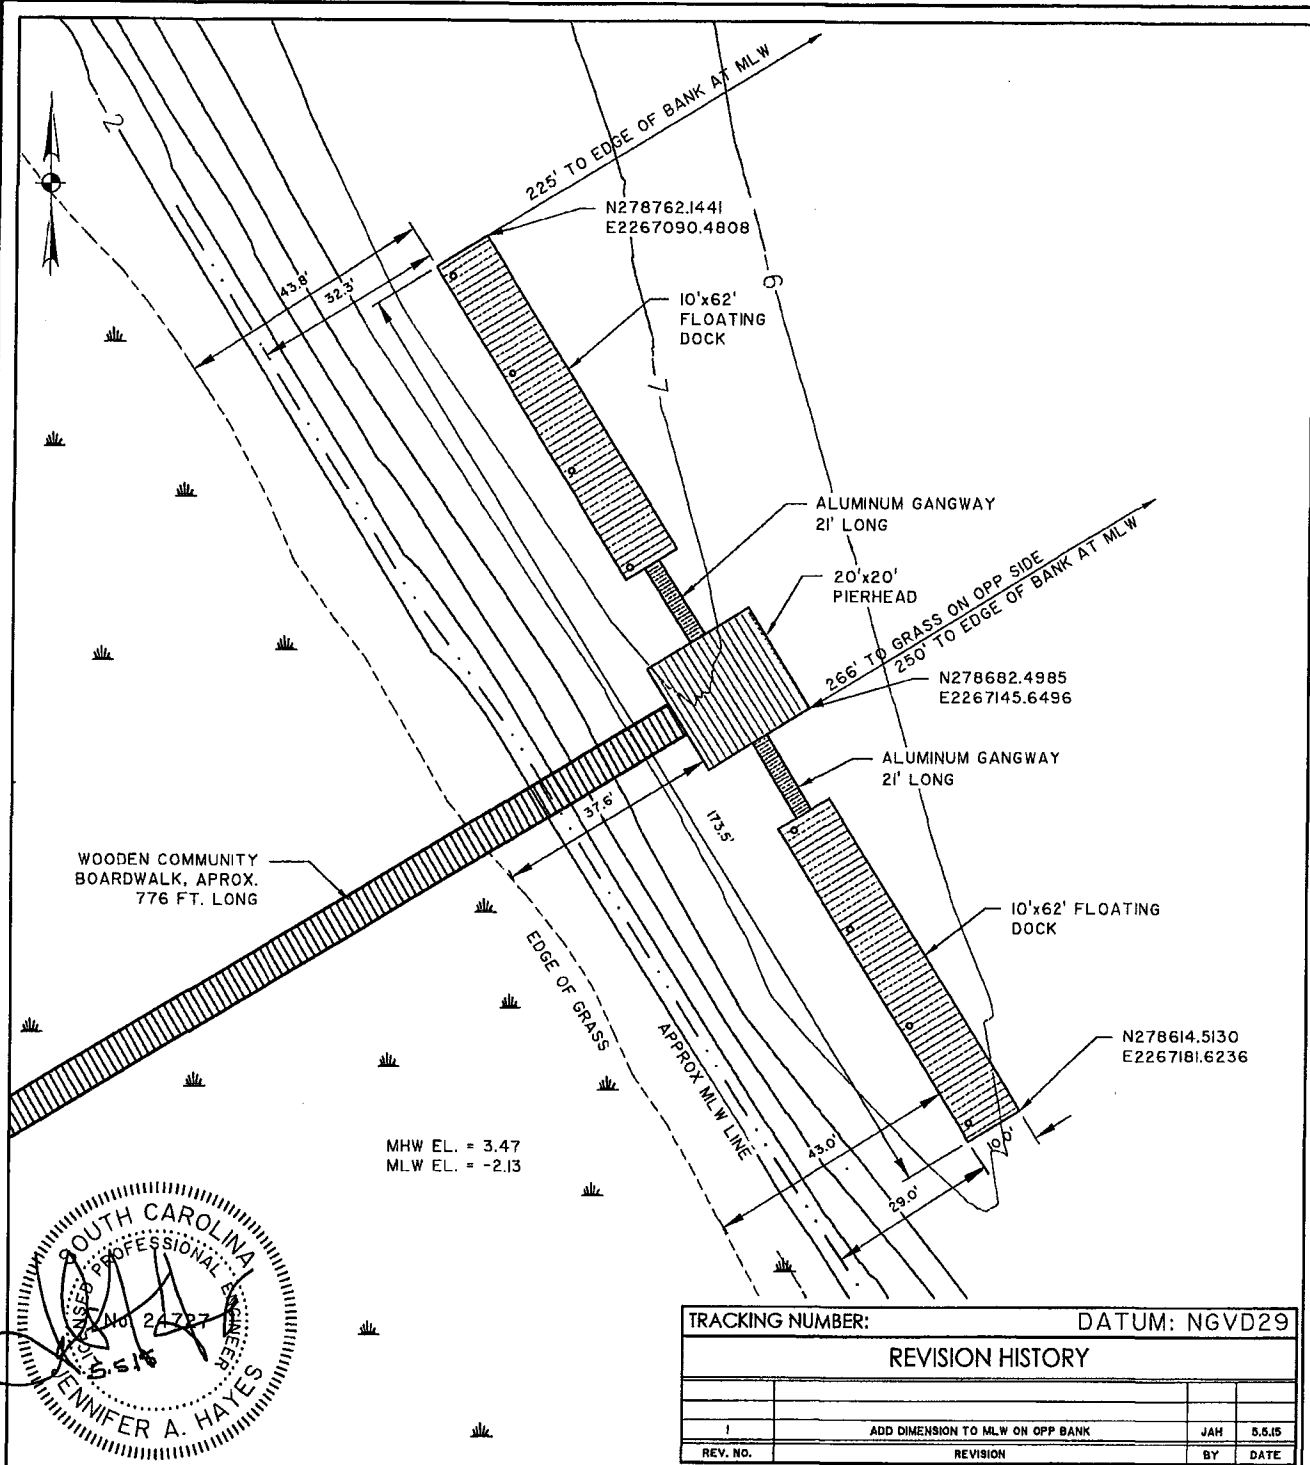 2
225' TO EDGE OF BANK AT MLW
N278762.1441
E2267090.4808
6
43.8'
32.3'
10'x62'
FLOATING
DOCK
7
ALUMINUM GANGWAY
21' LONG
20'x20'
PIERHEAD
266' TO GRASS ON OPP SIDE
250' TO EDGE OF BANK AT MLW
N278682.4985
E2267145.6496
ALUMINUM GANGWAY
21' LONG
37.6'
173.5'
WOODEN COMMUNITY
BOARDWALK, APROX.
776 FT. LONG
10'x62' FLOATING
DOCK
EDGE OF GRASS
APPROX MLW LINE
N278614.5130
E2267181.6236
10.0'
43.0'
29.0'
MHW EL. = 3.47
MLW EL. = -2.13
SOUTH CAROLINA
LICENSED PROFESSIONAL ENGINEER
No. 24727
JENNIFER A. HAYES
TRACKING NUMBER: DATUM: NGVD29
REVISION HISTORY
1 ADD DIMENSION TO MLW ON OPP BANK JAH 5.5.15
REV. NO. REVISION BY DATE